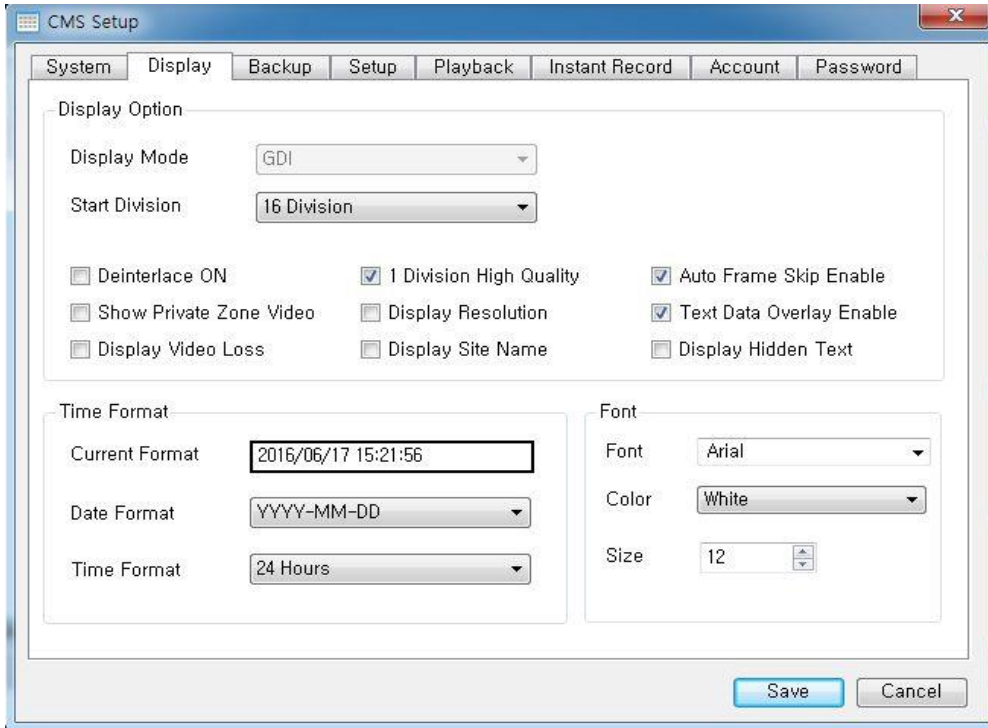 CMS Setup
System Display Backup Setup Playback Instant Record Account Password
Display Option
Display Mode GDI
Start Division 16 Division
Deinterlace ON 1 Division High Quality Auto Frame Skip Enable
Show Private Zone Video Display Resolution Text Data Overlay Enable
Display Video Loss Display Site Name Display Hidden Text
Time Format
Current Format 2016/06/17 15:21:56
Date Format YYYY-MM-DD
Time Format 24 Hours
Font
Font Arial
Color White
Size 12
Save Cancel